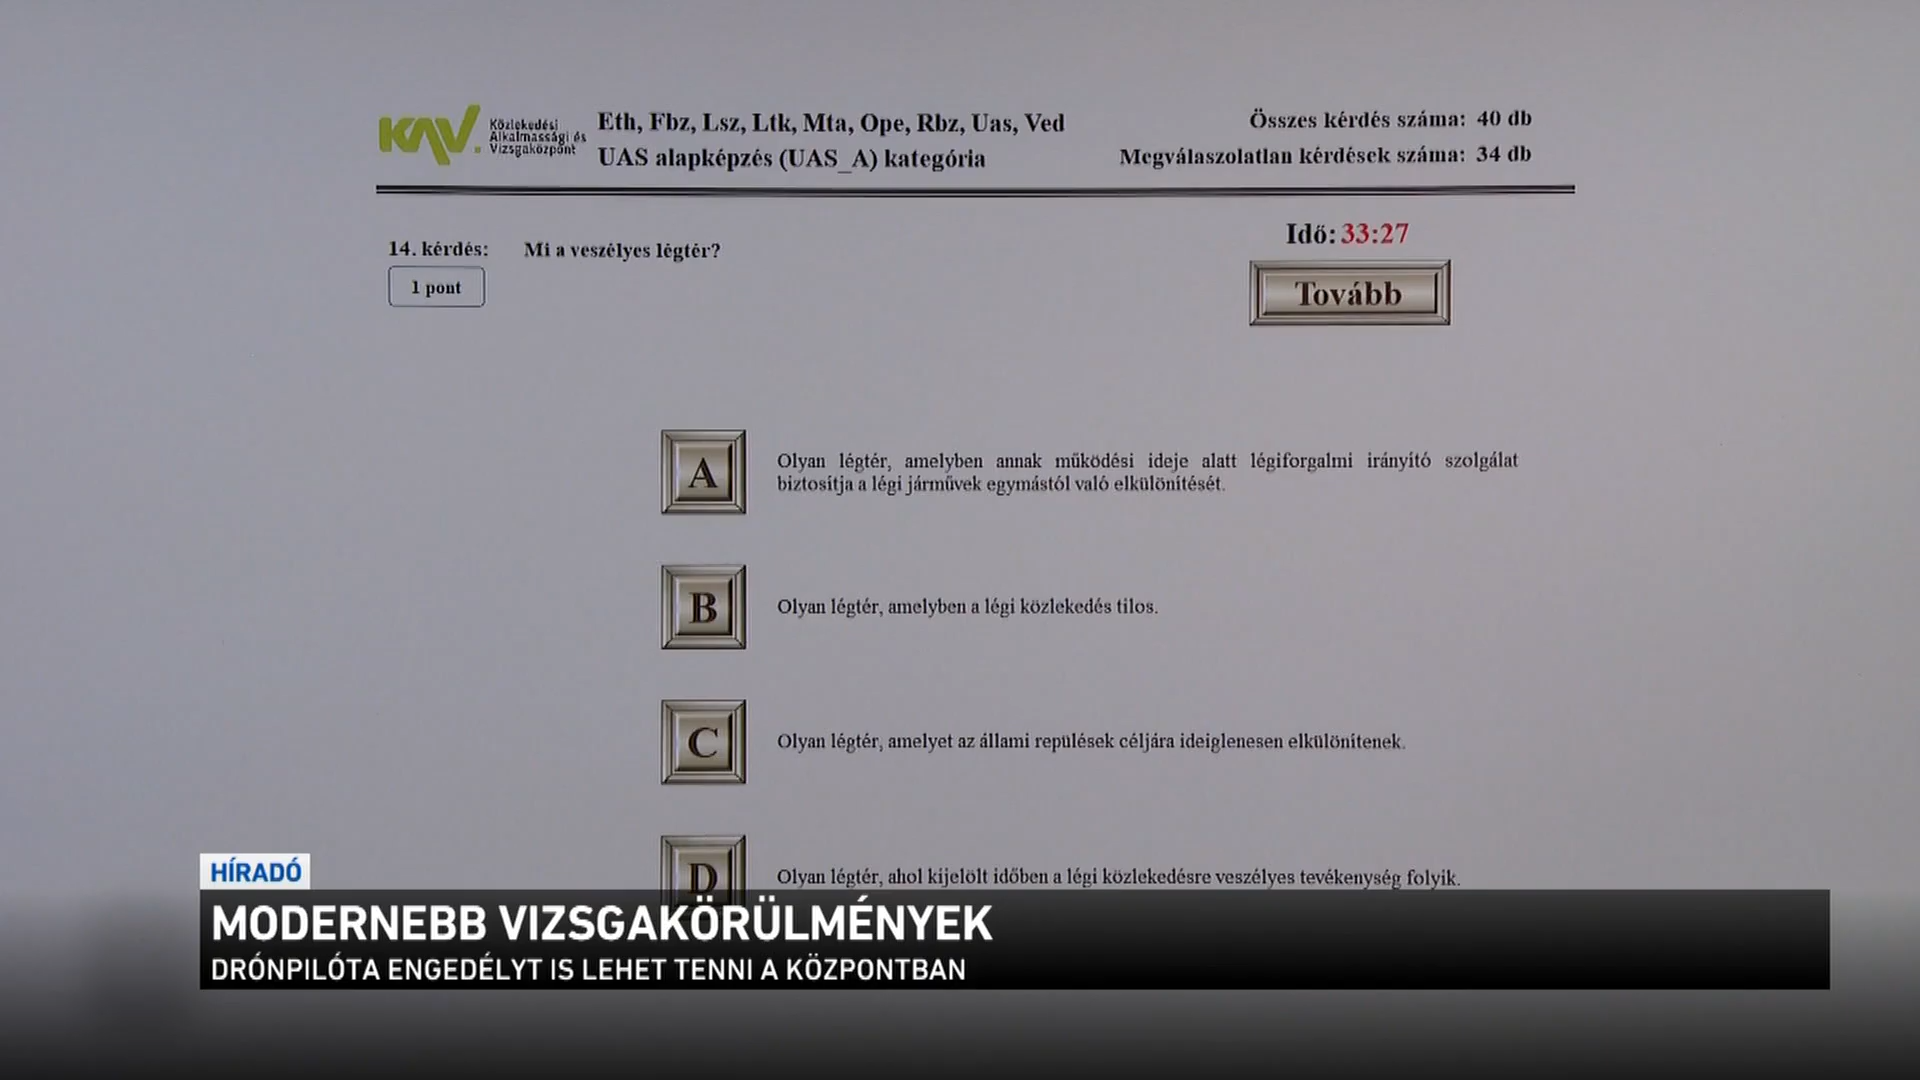 KAV.
Közlekedési
Alkalmassági és
Vizsgaközpont
Eth, Fbz, Lsz, Ltk, Mta, Ope, Rbz, Uas, Ved
UAS alapképzés (UAS_A) kategória
Összes kérdés száma: 40 db
Megválaszolatlan kérdések száma: 34 db
14. kérdés: Mi a veszélyes légtér?
1 pont
Idő: 33:27
Tovább
A Olyan légtér, amelyben annak működési ideje alatt légiforgalmi irányító szolgálat
biztosítja a légi járművek egymástól való elkülönítését.
B Olyan légtér, amelyben a légi közlekedés tilos.
C Olyan légtér, amelyet az állami repülések céljára ideiglenesen elkülönítenek.
D Olyan légtér, ahol kijelölt időben a légi közlekedésre veszélyes tevékenység folyik.
HÍRADÓ
MODERNEBB VIZSGAKÖRÜLMÉNYEK
DRÓNPILÓTA ENGEDÉLYT IS LEHET TENNI A KÖZPONTBAN